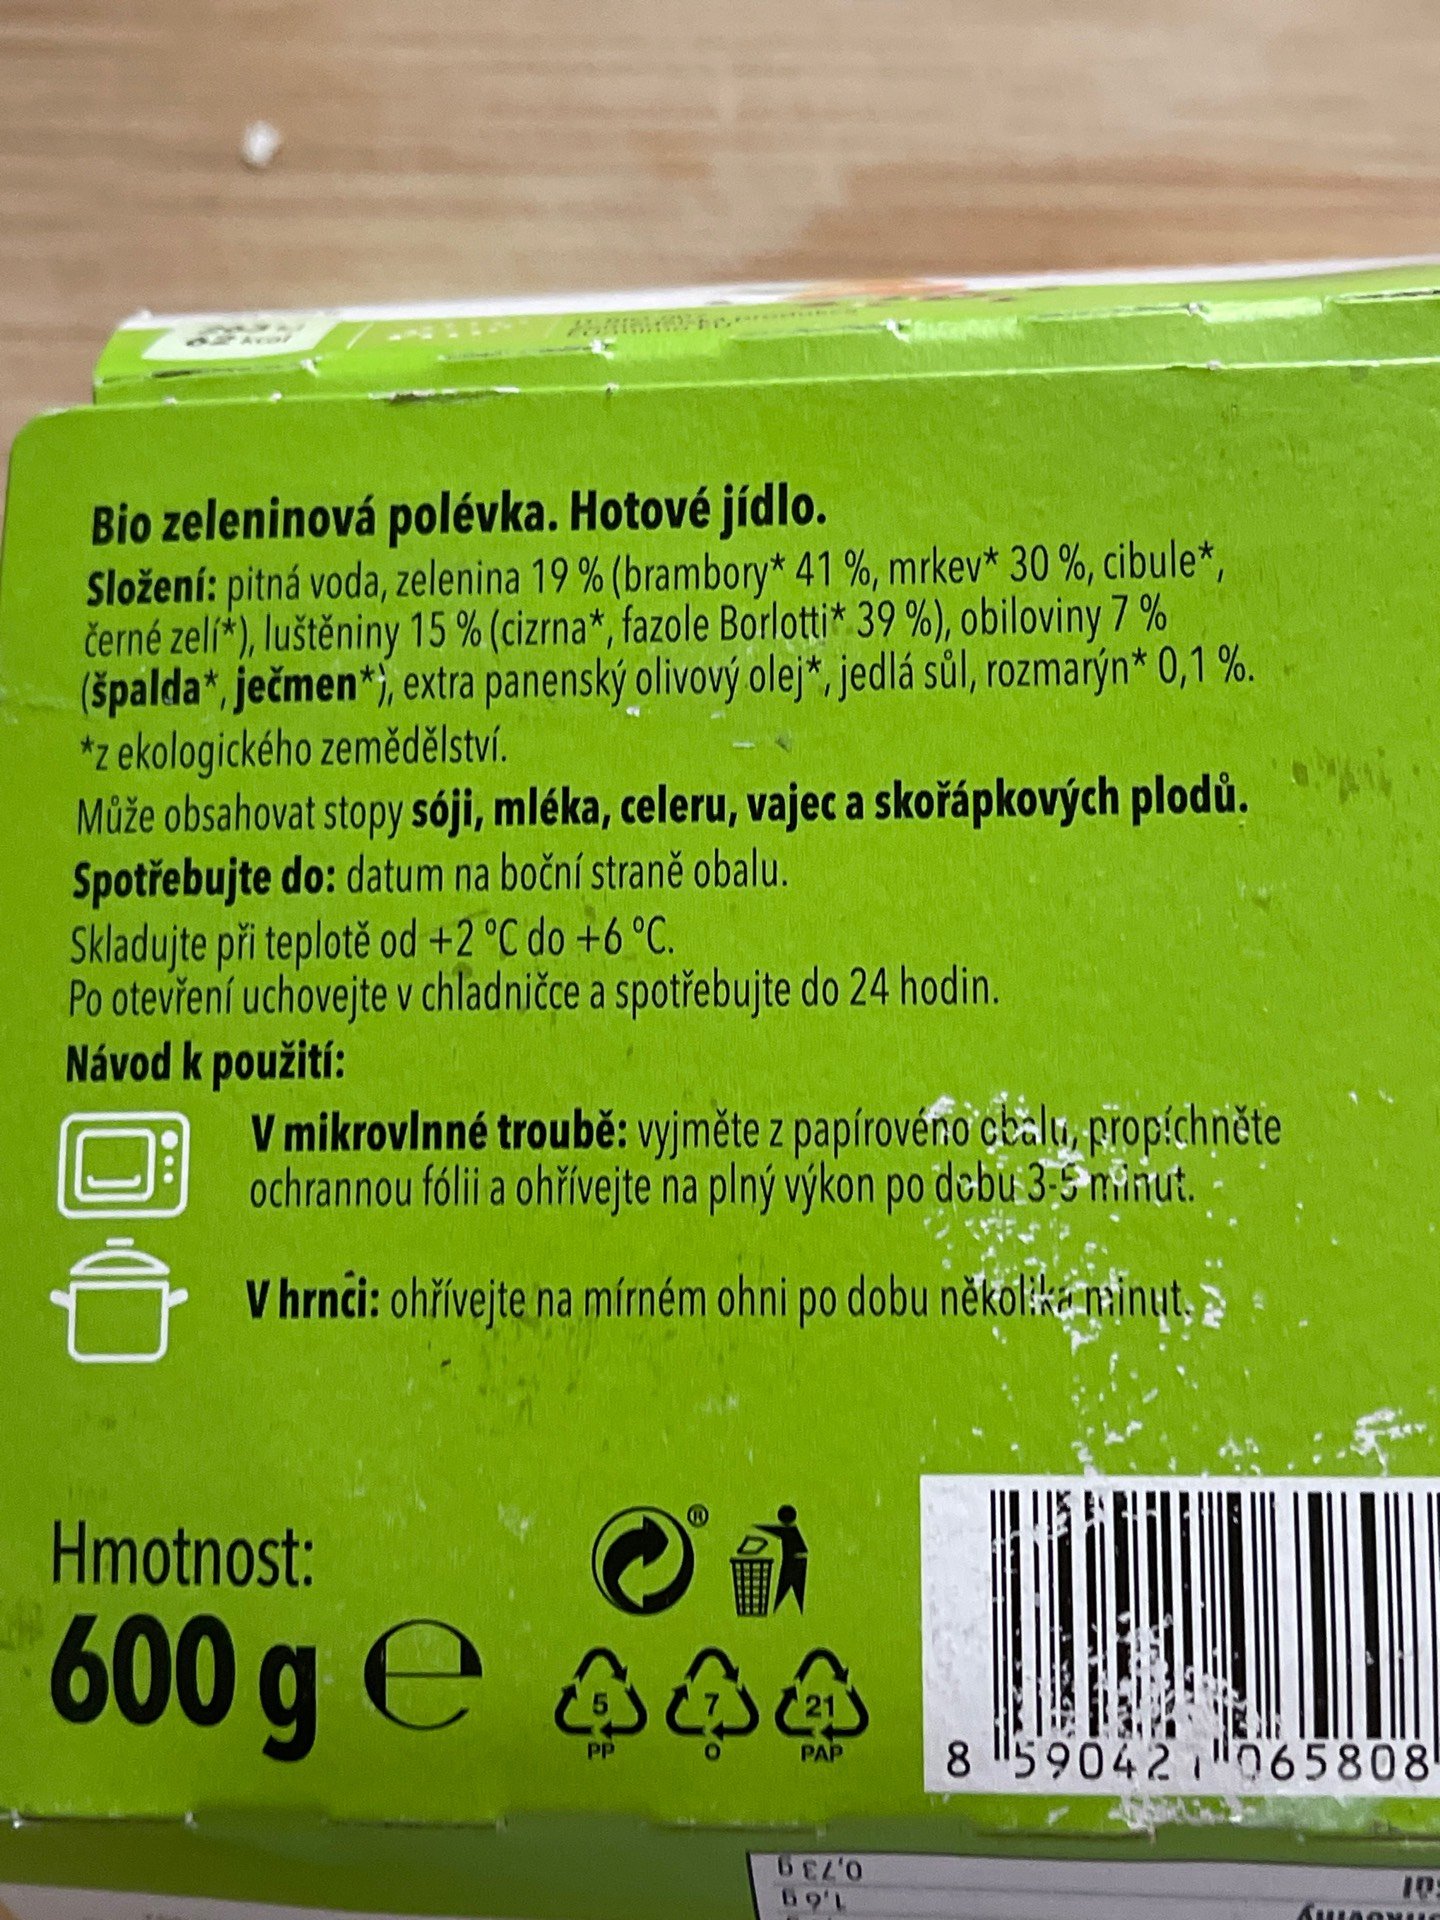 62 kcal
Bio zeleninová polévka. Hotové jídlo.
Složení: pitná voda, zelenina 19 % (brambory* 41 %, mrkev* 30 %, cibule*,
černé zelí*), luštěniny 15 % (cizrna*, fazole Borlotti* 39 %), obiloviny 7 %
(špalda*, ječmen*), extra panenský olivový olej*, jedlá sůl, rozmarýn* 0,1 %.
*z ekologického zemědělství.
Může obsahovat stopy sóji, mléka, celeru, vajec a skořápkových plodů.
Spotřebujte do: datum na boční straně obalu.
Skladujte při teplotě od +2 °C do +6 °C.
Po otevření uchovejte v chladničce a spotřebujte do 24 hodin.
Návod k použití:
V mikrovlnné troubě: vyjměte z papírového obalu, propíchněte
ochrannou fólii a ohřívejte na plný výkon po dobu 3-5 minut.
V hrnci: ohřívejte na mírném ohni po dobu několika minut.
Hmotnost:
600 g e
®
5 7 21
PP O PAP
8 590421 065808
0,73 g
1,6 g